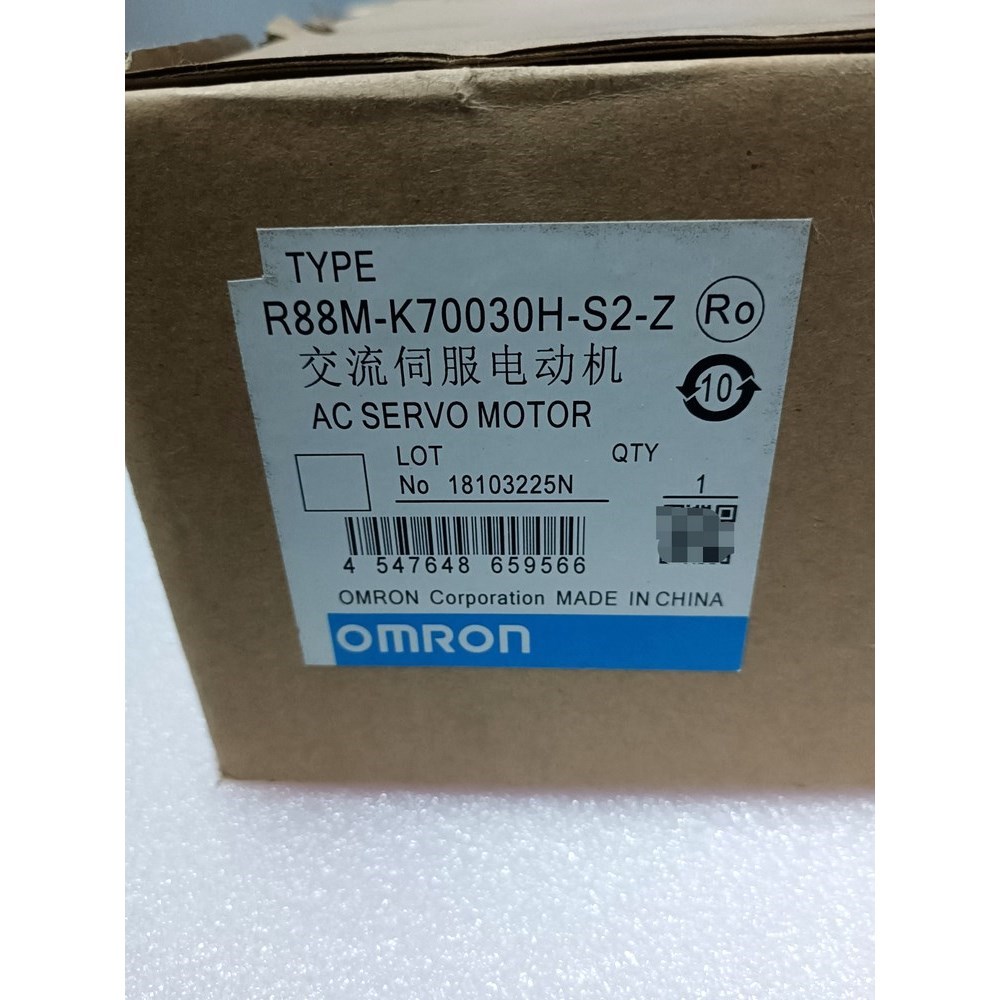 TYPE
R88M-K70030H-S2-Z Ro
交流伺服电动机
10
AC SERVO MOTOR
LOT QTY
No 18103225N 1
4 547648 659566
OMRON Corporation MADE IN CHINA
OMRON